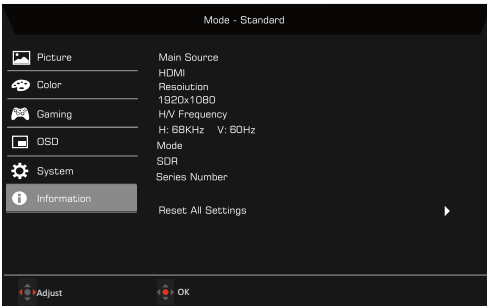 Mode - Standard
Picture
Color
Gaming
OSD
System
Information
Main Source
HDMI
Resoiution
1920x1080
H/V Frequency
H: 68KHz V: 60Hz
Mode
SDR
Series Number
Reset All Settings
Adjust
OK